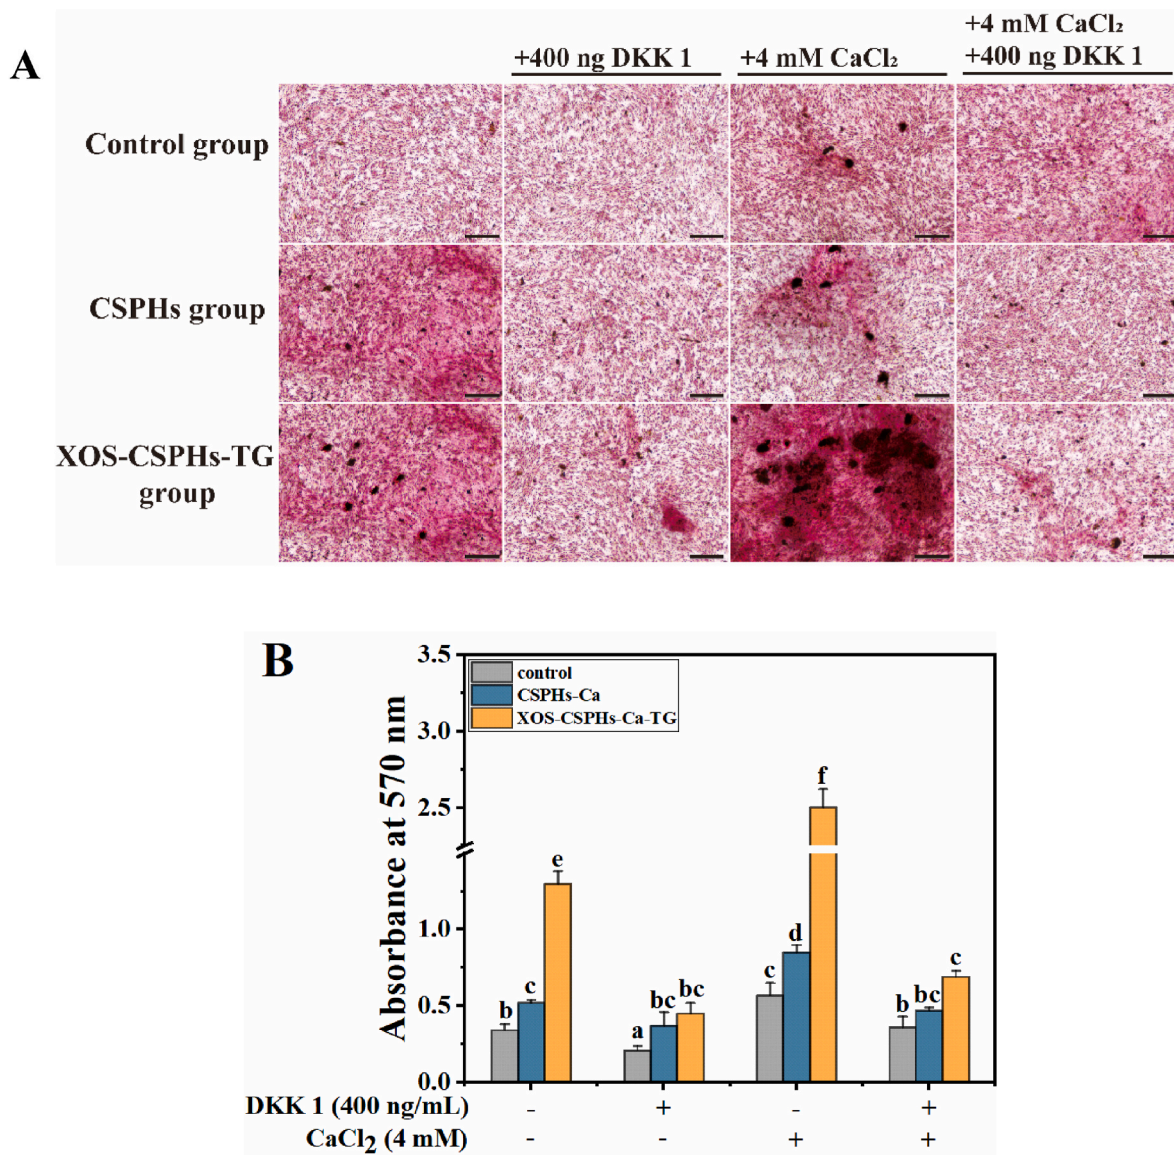 A
+400 ng DKK 1
+4 mM CaCl₂
+4 mM CaCl₂
+400 ng DKK 1
Control group
CSPHs group
XOS-CSPHs-TG
group
B
control
CSPHs-Ca
XOS-CSPHs-Ca-TG
Absorbance at 570 nm
3.5
3.0
2.5
1.0
0.5
0.0
b c e
a bc bc
c d f
b bc c
DKK 1 (400 ng/mL) - + - +
CaCl₂ (4 mM) - - + +